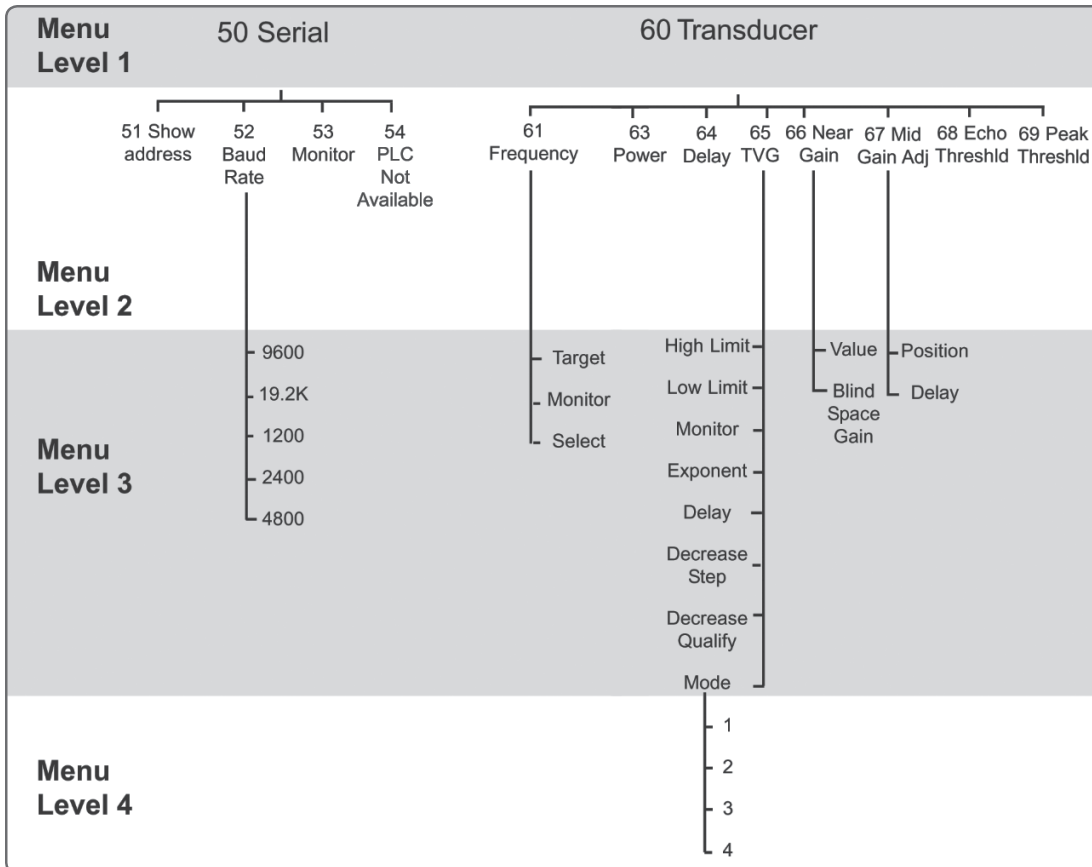 Menu
Level 1
50 Serial
60 Transducer
51 Show
address
52
Baud
Rate
53
Monitor
54
PLC
Not
Available
61
Frequency
63
Power
64
Delay
65
TVG
66 Near
Gain
67 Mid
Gain Adj
68 Echo
Threshld
69 Peak
Threshld
Menu
Level 2
Menu
Level 3
9600
19.2K
1200
2400
4800
Target
Monitor
Select
High Limit
Low Limit
Monitor
Exponent
Delay
Decrease
Step
Decrease
Qualify
Mode
Value
Blind
Space
Gain
Position
Delay
Menu
Level 4
1
2
3
4